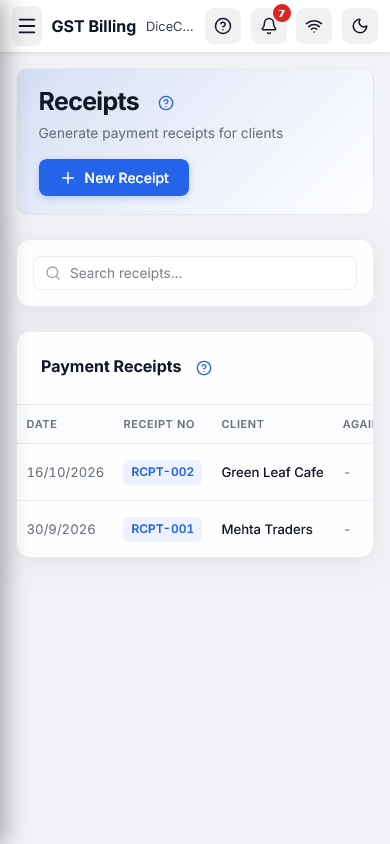 GST Billing DiceC... 7
Receipts
Generate payment receipts for clients
New Receipt
Search receipts...
Payment Receipts
DATE RECEIPT NO CLIENT AGAI
16/10/2026 RCPT-002 Green Leaf Cafe -
30/9/2026 RCPT-001 Mehta Traders -